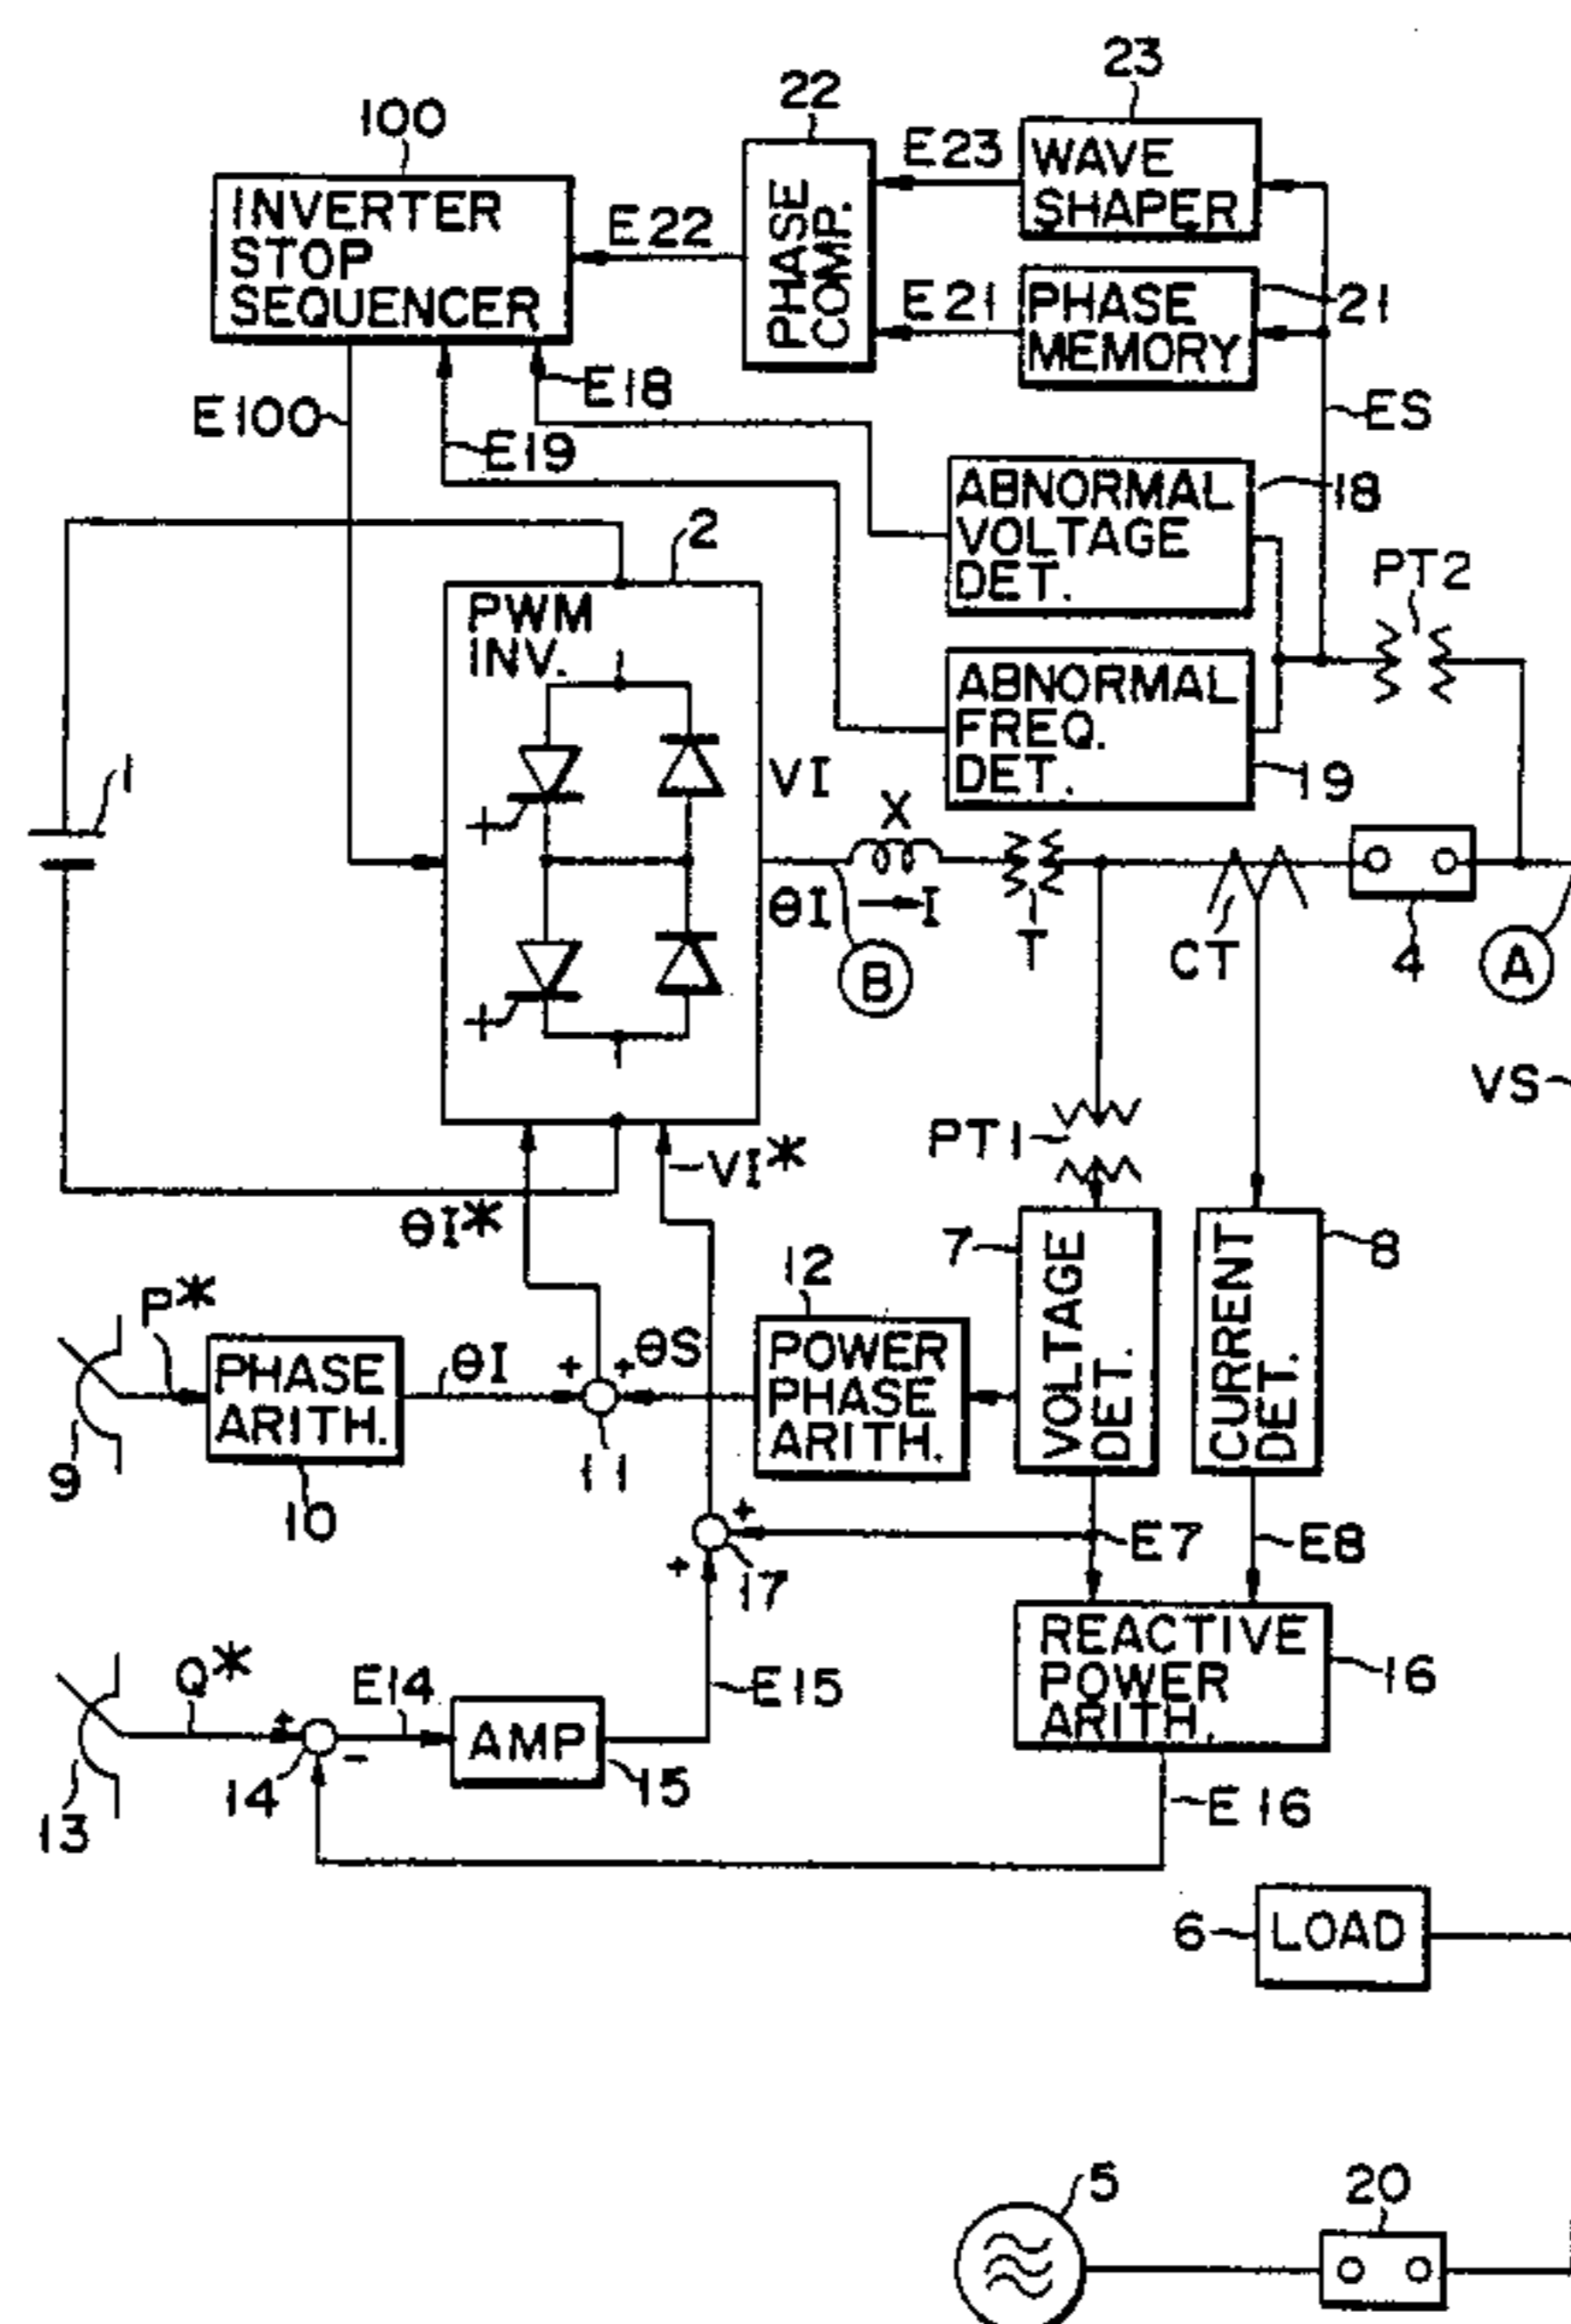 23
22
100
WAVE
SHAPER
E23
PHASE
COMP.
INVERTER
STOP
SEQUENCER
E22
E21
PHASE
MEMORY
21
E18
E100
E19
ES
ABNORMAL
VOLTAGE
DET.
18
2
PT2
PWM
INV.
ABNORMAL
FREQ.
DET.
19
1
VI
X
θI
I
T
CT
4
A
B
VS
PT1
VI*
θI*
7
VOLTAGE
DET.
CURRENT
DET.
8
12
P*
PHASE
ARITH.
θI
+
+
θS
POWER
PHASE
ARITH.
9
10
11
+
+
17
E7
E8
REACTIVE
POWER
ARITH.
16
Q*
E14
E15
+
-
AMP
14
15
13
E16
6
LOAD
5
20